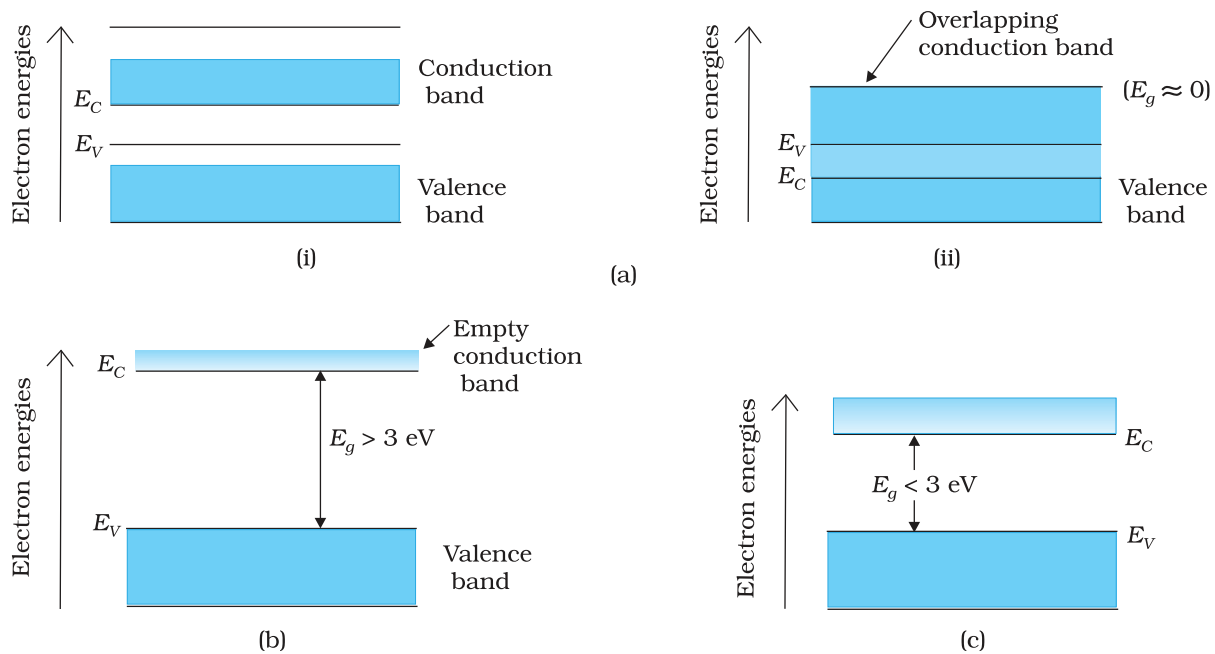 Electron energies
Conduction
band
E_C
E_V
Valence
band
(i)
Electron energies
Overlapping
conduction band
(E_g ≈ 0)
E_V
E_C
Valence
band
(ii)
(a)
Electron energies
Empty
conduction
band
E_C
E_g > 3 eV
E_V
Valence
band
(b)
Electron energies
E_C
E_g < 3 eV
E_V
(c)